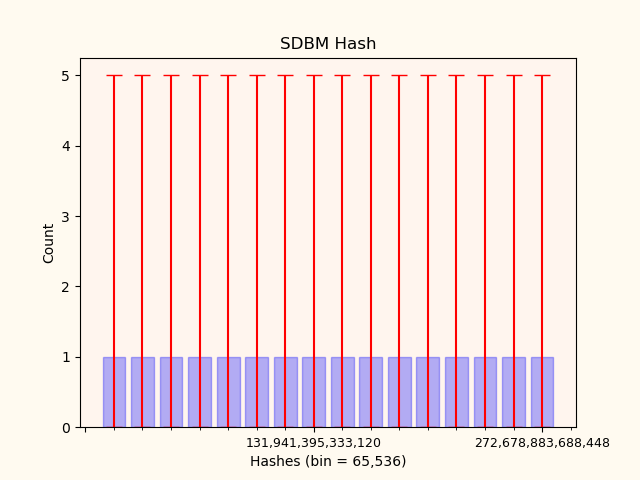 SDBM Hash
5
4
3
2
1
0
Count
131,941,395,333,120
272,678,883,688,448
Hashes (bin = 65,536)